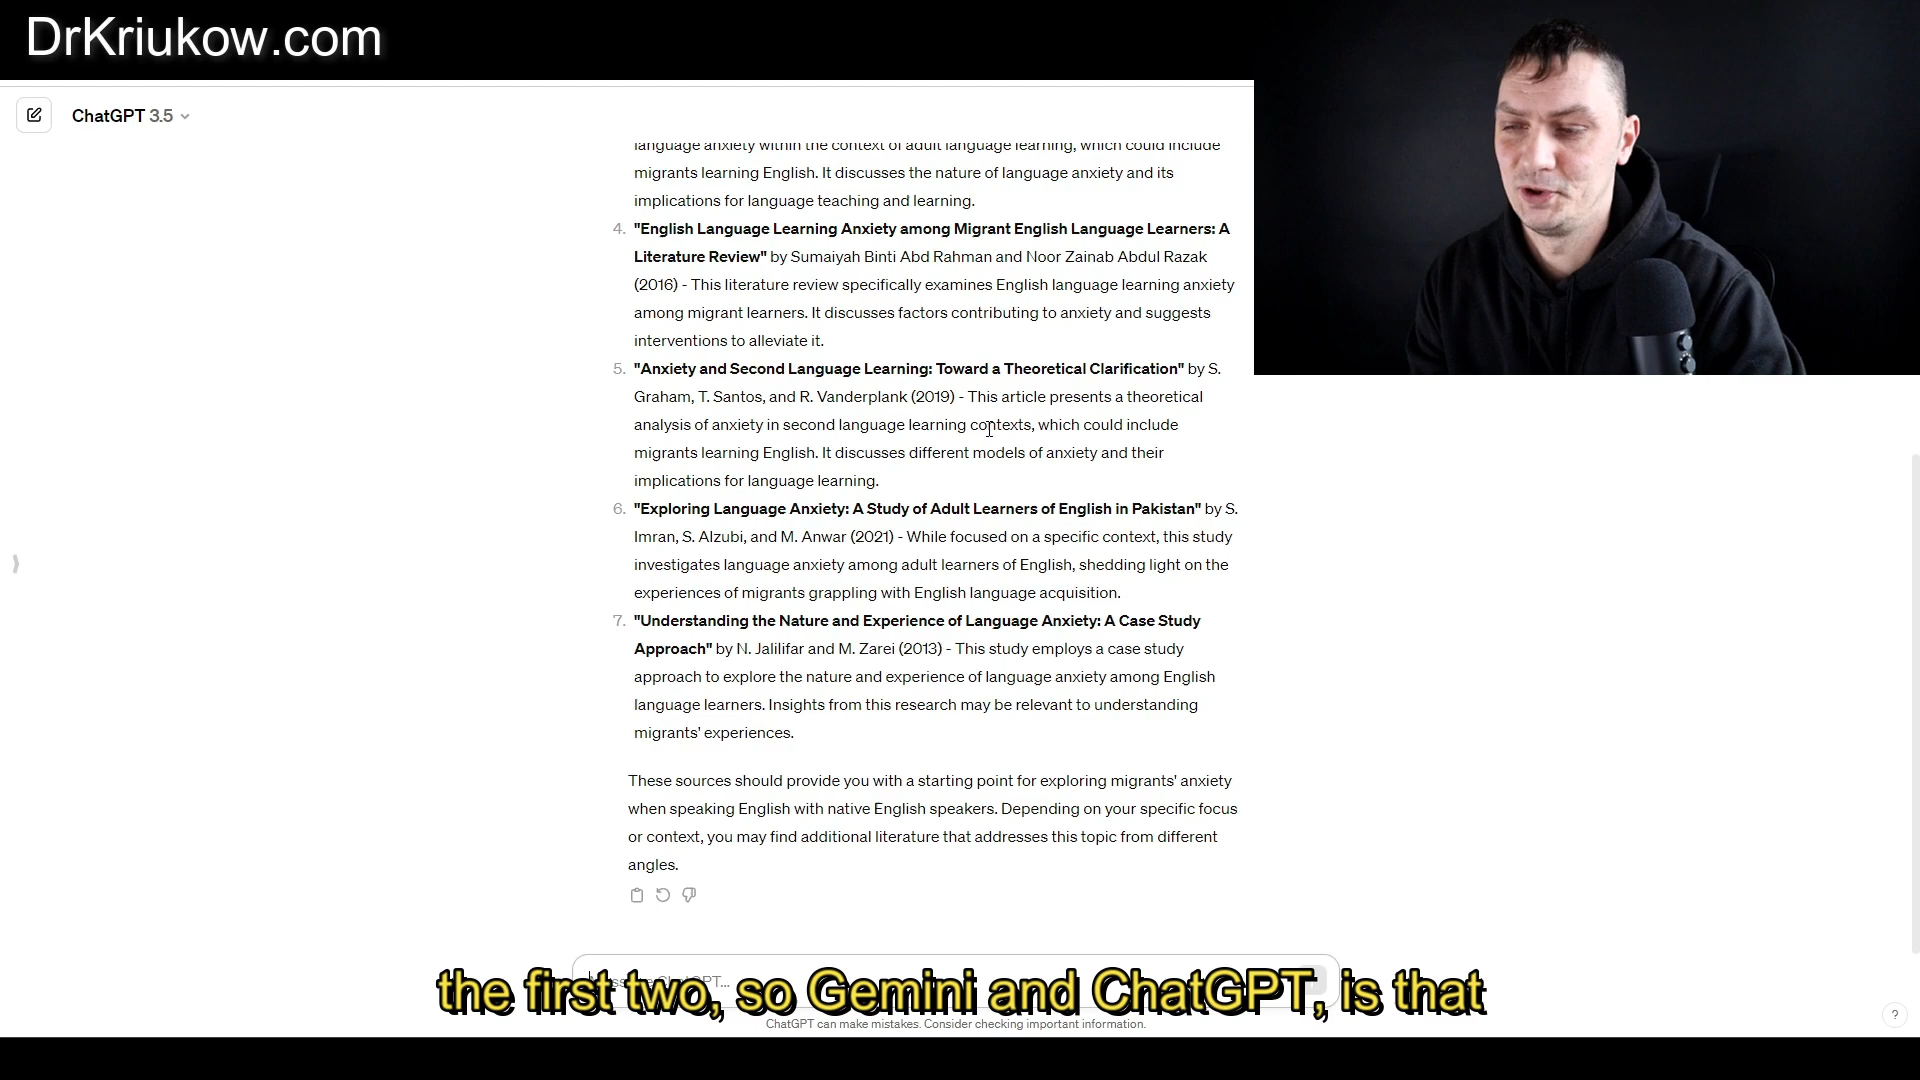 DrKriukow.com
ChatGPT 3.5
language anxiety within the context of adult language learning, which could include
migrants learning English. It discusses the nature of language anxiety and its
implications for language teaching and learning.
4. "English Language Learning Anxiety among Migrant English Language Learners: A
Literature Review" by Sumaiyah Binti Abd Rahman and Noor Zainab Abdul Razak
(2016) - This literature review specifically examines English language learning anxiety
among migrant learners. It discusses factors contributing to anxiety and suggests
interventions to alleviate it.
5. "Anxiety and Second Language Learning: Toward a Theoretical Clarification" by S.
Graham, T. Santos, and R. Vanderplank (2019) - This article presents a theoretical
analysis of anxiety in second language learning contexts, which could include
migrants learning English. It discusses different models of anxiety and their
implications for language learning.
6. "Exploring Language Anxiety: A Study of Adult Learners of English in Pakistan" by S.
Imran, S. Alzubi, and M. Anwar (2021) - While focused on a specific context, this study
investigates language anxiety among adult learners of English, shedding light on the
experiences of migrants grappling with English language acquisition.
7. "Understanding the Nature and Experience of Language Anxiety: A Case Study
Approach" by N. Jalilifar and M. Zarei (2013) - This study employs a case study
approach to explore the nature and experience of language anxiety among English
language learners. Insights from this research may be relevant to understanding
migrants' experiences.
These sources should provide you with a starting point for exploring migrants' anxiety
when speaking English with native English speakers. Depending on your specific focus
or context, you may find additional literature that addresses this topic from different
angles.
the first two, so Gemini and ChatGPT, is that
ChatGPT can make mistakes. Consider checking important information.
?